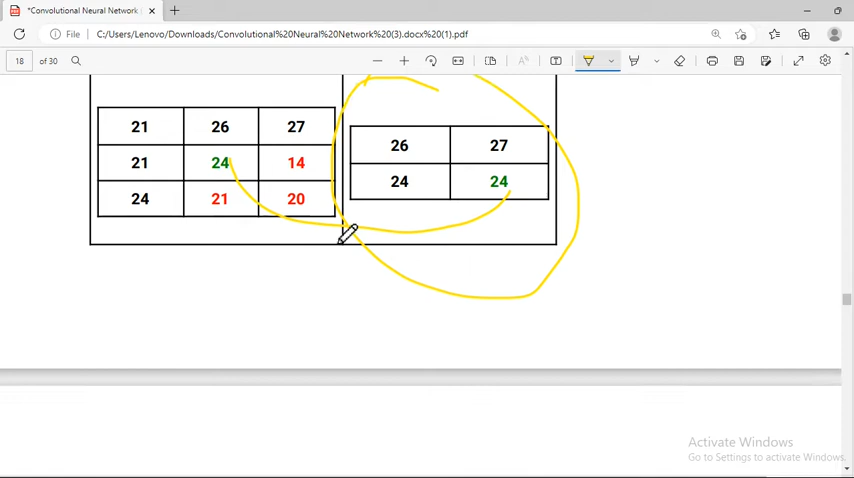 *Convolutional Neural Network
File
C:/Users/Lenovo/Downloads/Convolutional%20Neural%20Network%20(3).docx%20(1).pdf
18 of 30
21 26 27
21 24 14
24 21 20
26 27
24 24
Activate Windows
Go to Settings to activate Windows.